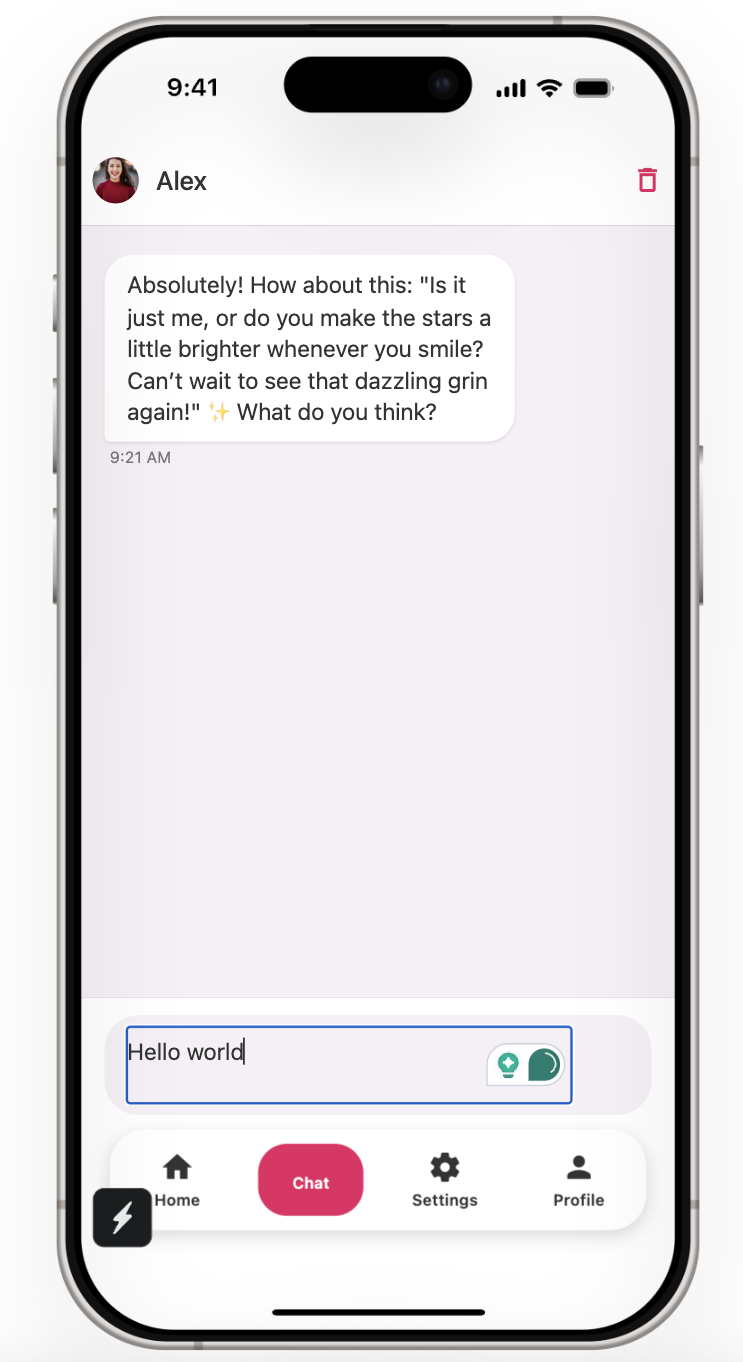 9:41
Alex
Absolutely! How about this: "Is it
just me, or do you make the stars a
little brighter whenever you smile?
Can’t wait to see that dazzling grin
again!" ✨ What do you think?
9:21 AM
Hello world
Home
Chat
Settings
Profile